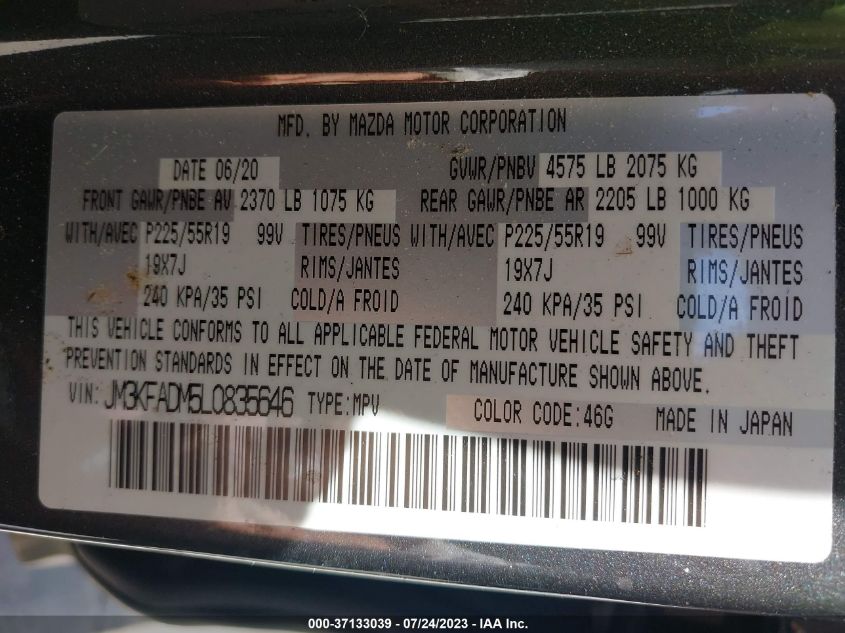 MFD. BY MAZDA MOTOR CORPORATION
DATE 06/20 GVWR/PNBV 4575 LB 2075 KG
FRONT GAWR/PNBE AV 2370 LB 1075 KG REAR GAWR/PNBE AR 2205 LB 1000 KG
WITH/AVEC P225/55R19 99V TIRES/PNEUS WITH/AVEC P225/55R19 99V TIRES/PNEUS
19X7J RIMS/JANTES 19X7J RIMS/JANTES
240 KPA/35 PSI COLD/A FROID 240 KPA/35 PSI COLD/A FROID
THIS VEHICLE CONFORMS TO ALL APPLICABLE FEDERAL MOTOR VEHICLE SAFETY AND THEFT
PREVENTION STANDARDS IN EFFECT ON THE DATE OF MANUFACTURE SHOWN ABOVE.
VIN: JM3KFADM5L0835646 TYPE:MPV COLOR CODE:46G MADE IN JAPAN
000-37133039 - 07/24/2023 - IAA Inc.